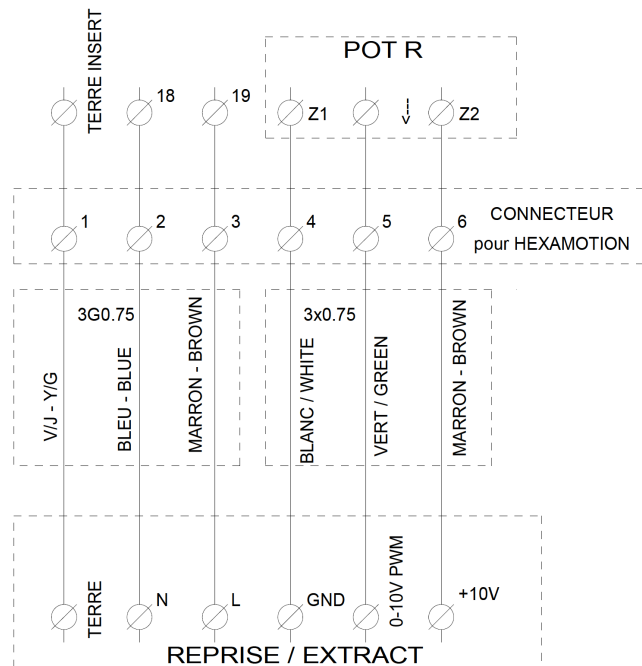 POT R
TERRE INSERT
18
19
Z1
<---
Z2
1
2
3
4
5
6
CONNECTEUR
pour HEXAMOTION
3G0.75
3x0.75
V/J - Y/G
BLEU - BLUE
MARRON - BROWN
BLANC / WHITE
VERT / GREEN
MARRON - BROWN
TERRE
N
L
GND
0-10V PWM
+10V
REPRISE / EXTRACT